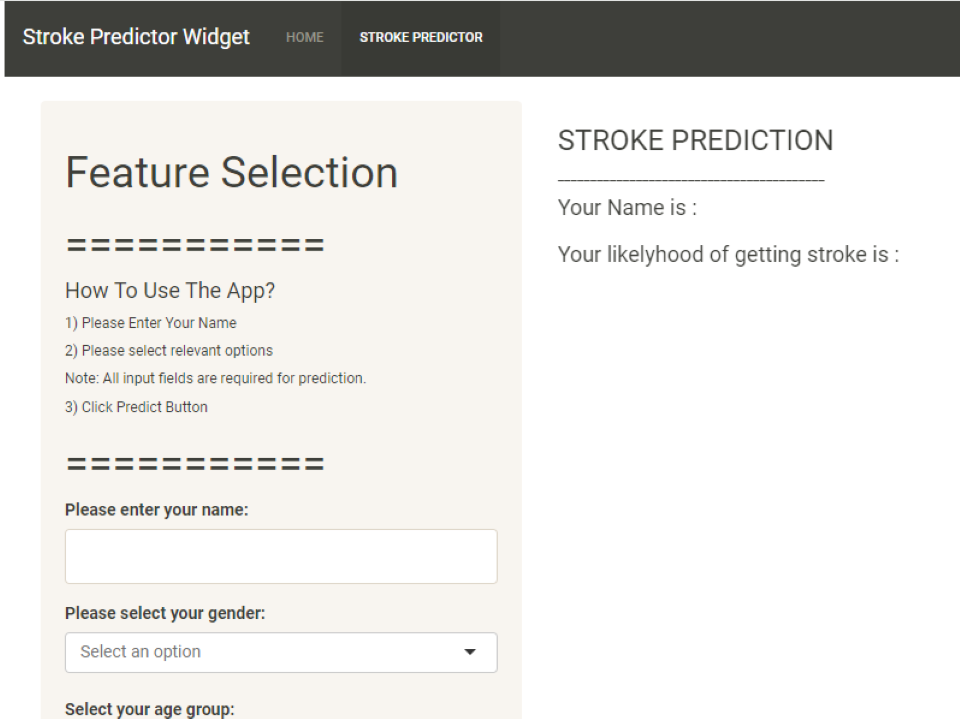 Stroke Predictor Widget HOME STROKE PREDICTOR
Feature Selection
===========
How To Use The App?
1) Please Enter Your Name
2) Please select relevant options
Note: All input fields are required for prediction.
3) Click Predict Button
===========
Please enter your name:
Please select your gender:
Select an option
Select your age group:
STROKE PREDICTION
_________________________________________
Your Name is :
Your likelyhood of getting stroke is :